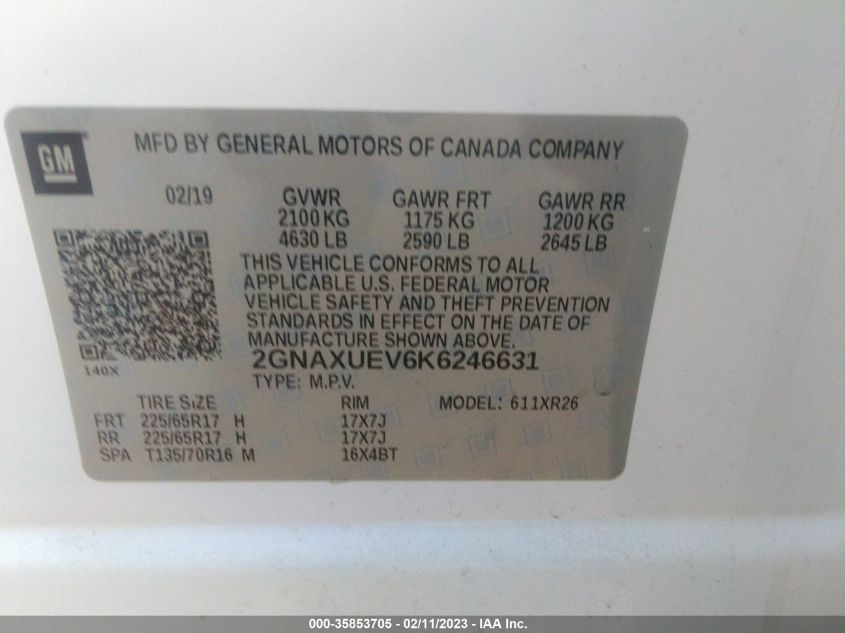 GM
MFD BY GENERAL MOTORS OF CANADA COMPANY
02/19 GVWR GAWR FRT GAWR RR
2100 KG 1175 KG 1200 KG
4630 LB 2590 LB 2645 LB
THIS VEHICLE CONFORMS TO ALL
APPLICABLE U.S. FEDERAL MOTOR
VEHICLE SAFETY AND THEFT PREVENTION
STANDARDS IN EFFECT ON THE DATE OF
MANUFACTURE SHOWN ABOVE.
2GNAXUEV6K6246631
140X
TYPE: M.P.V.
TIRE SIZE RIM MODEL: 611XR26
FRT 225/65R17 H 17X7J
RR 225/65R17 H 17X7J
SPA T135/70R16 M 16X4BT
000-35853705 - 02/11/2023 - IAA Inc.